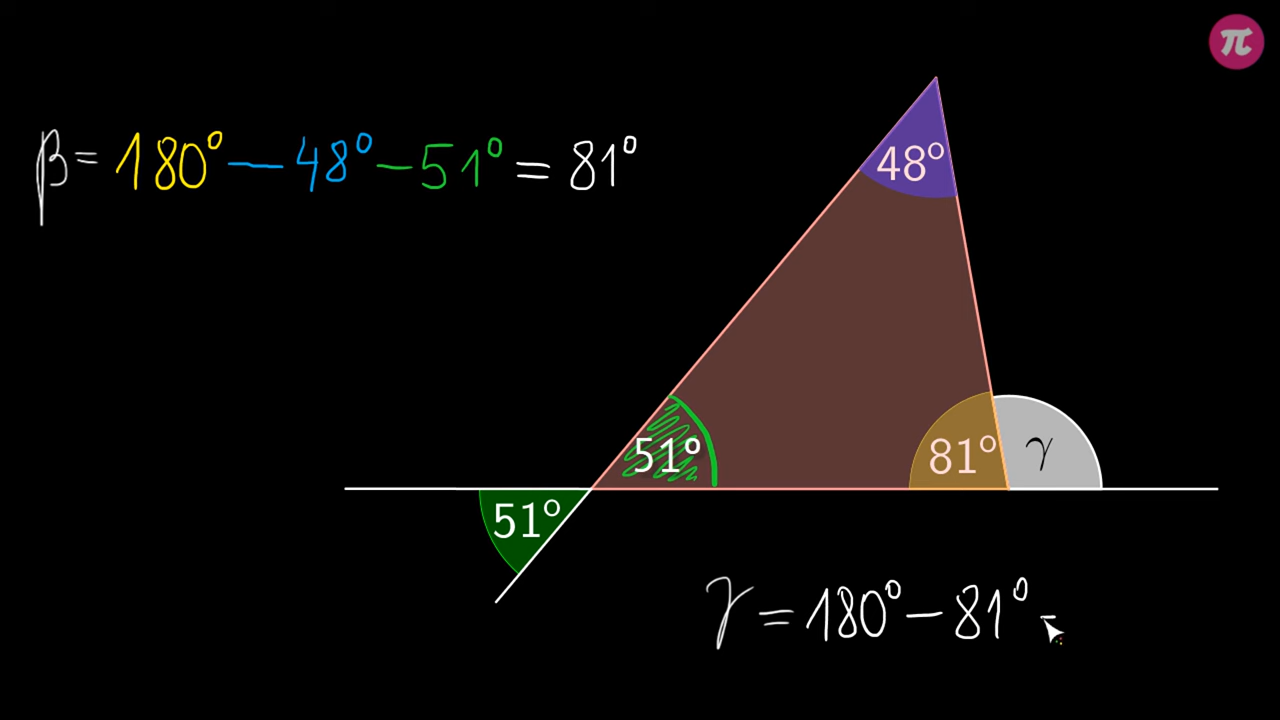 π
β = 180° – 48° – 51° = 81°
48°
51°
81°
γ
51°
γ = 180° – 81° =